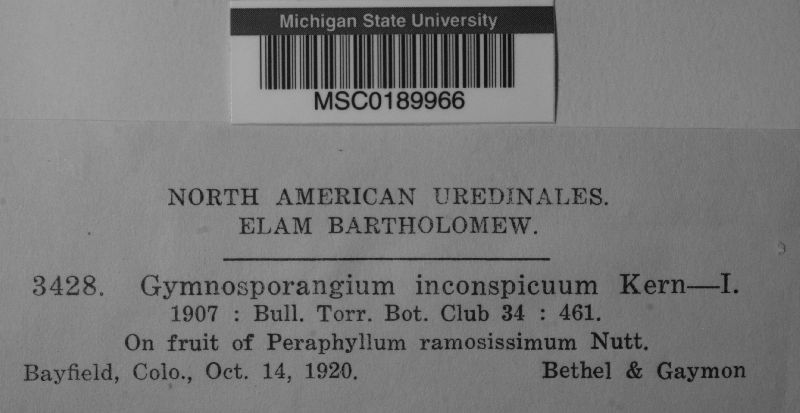 Michigan State University
MSC0189966
NORTH AMERICAN UREDINALES.
ELAM BARTHOLOMEW.
3428. Gymnosporangium inconspicuum Kern—I.
1907 : Bull. Torr. Bot. Club 34 : 461.
On fruit of Peraphyllum ramosissimum Nutt.
Bayfield, Colo., Oct. 14, 1920. Bethel & Gaymon